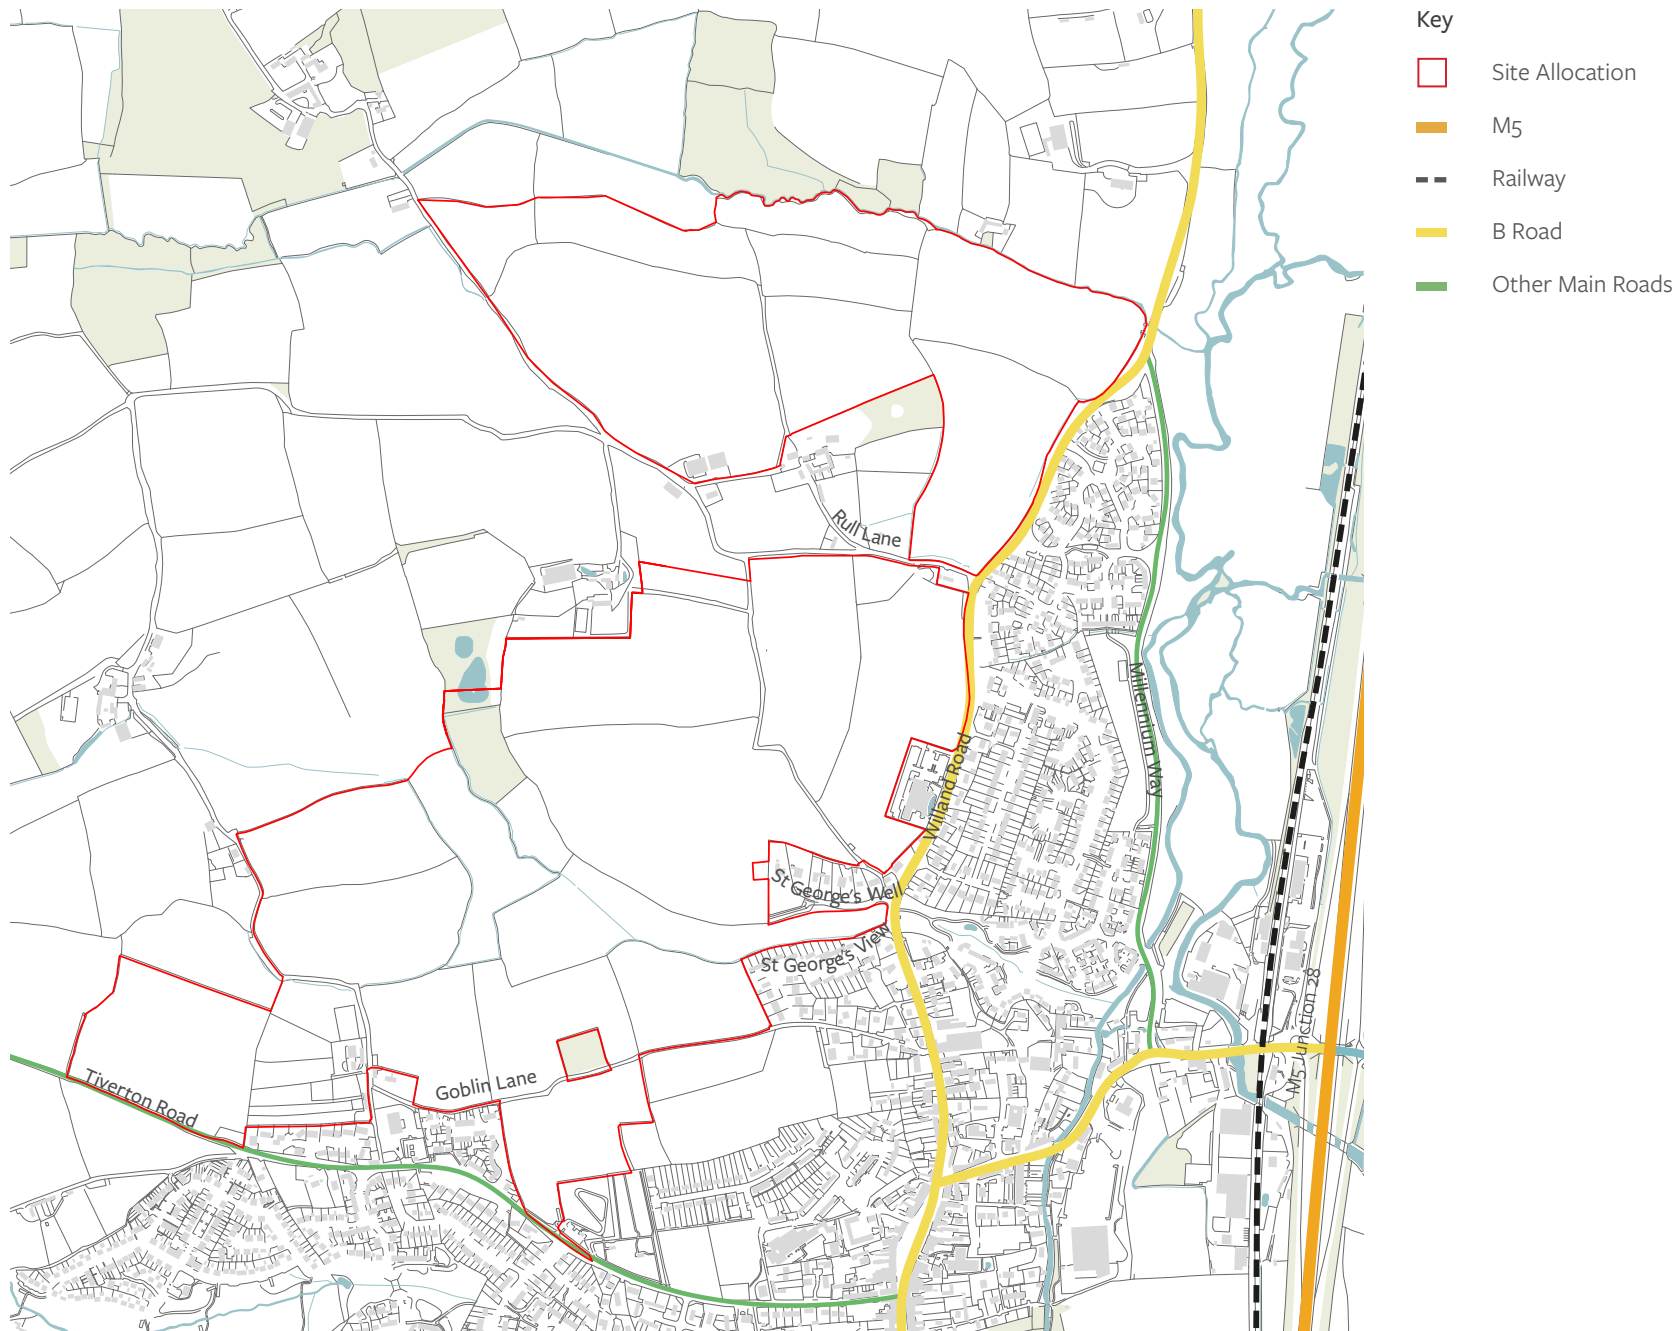 Key
Site Allocation
M5
Railway
B Road
Other Main Roads
Rull Lane
Millennium Way
Willand Road
St George's Well
St George's View
M5 Junction 28
Goblin Lane
Tiverton Road